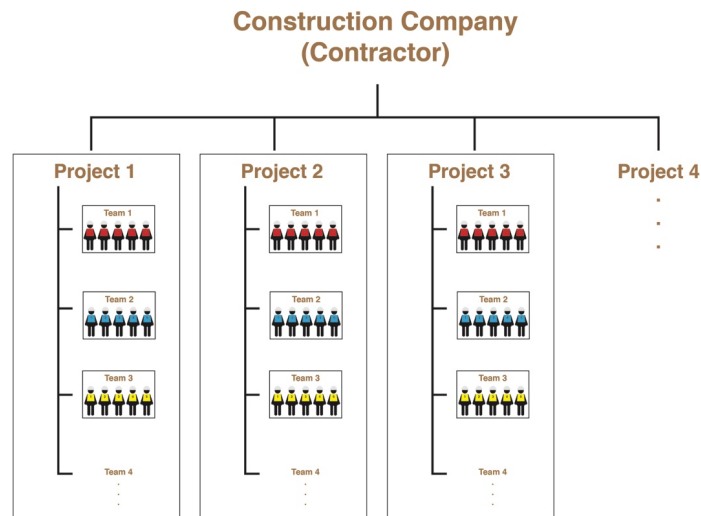 Construction Company
(Contractor)
Project 1
Project 2
Project 3
Project 4
Team 1
Team 1
Team 1
Team 2
Team 2
Team 2
Team 3
Team 3
Team 3
Team 4
Team 4
Team 4